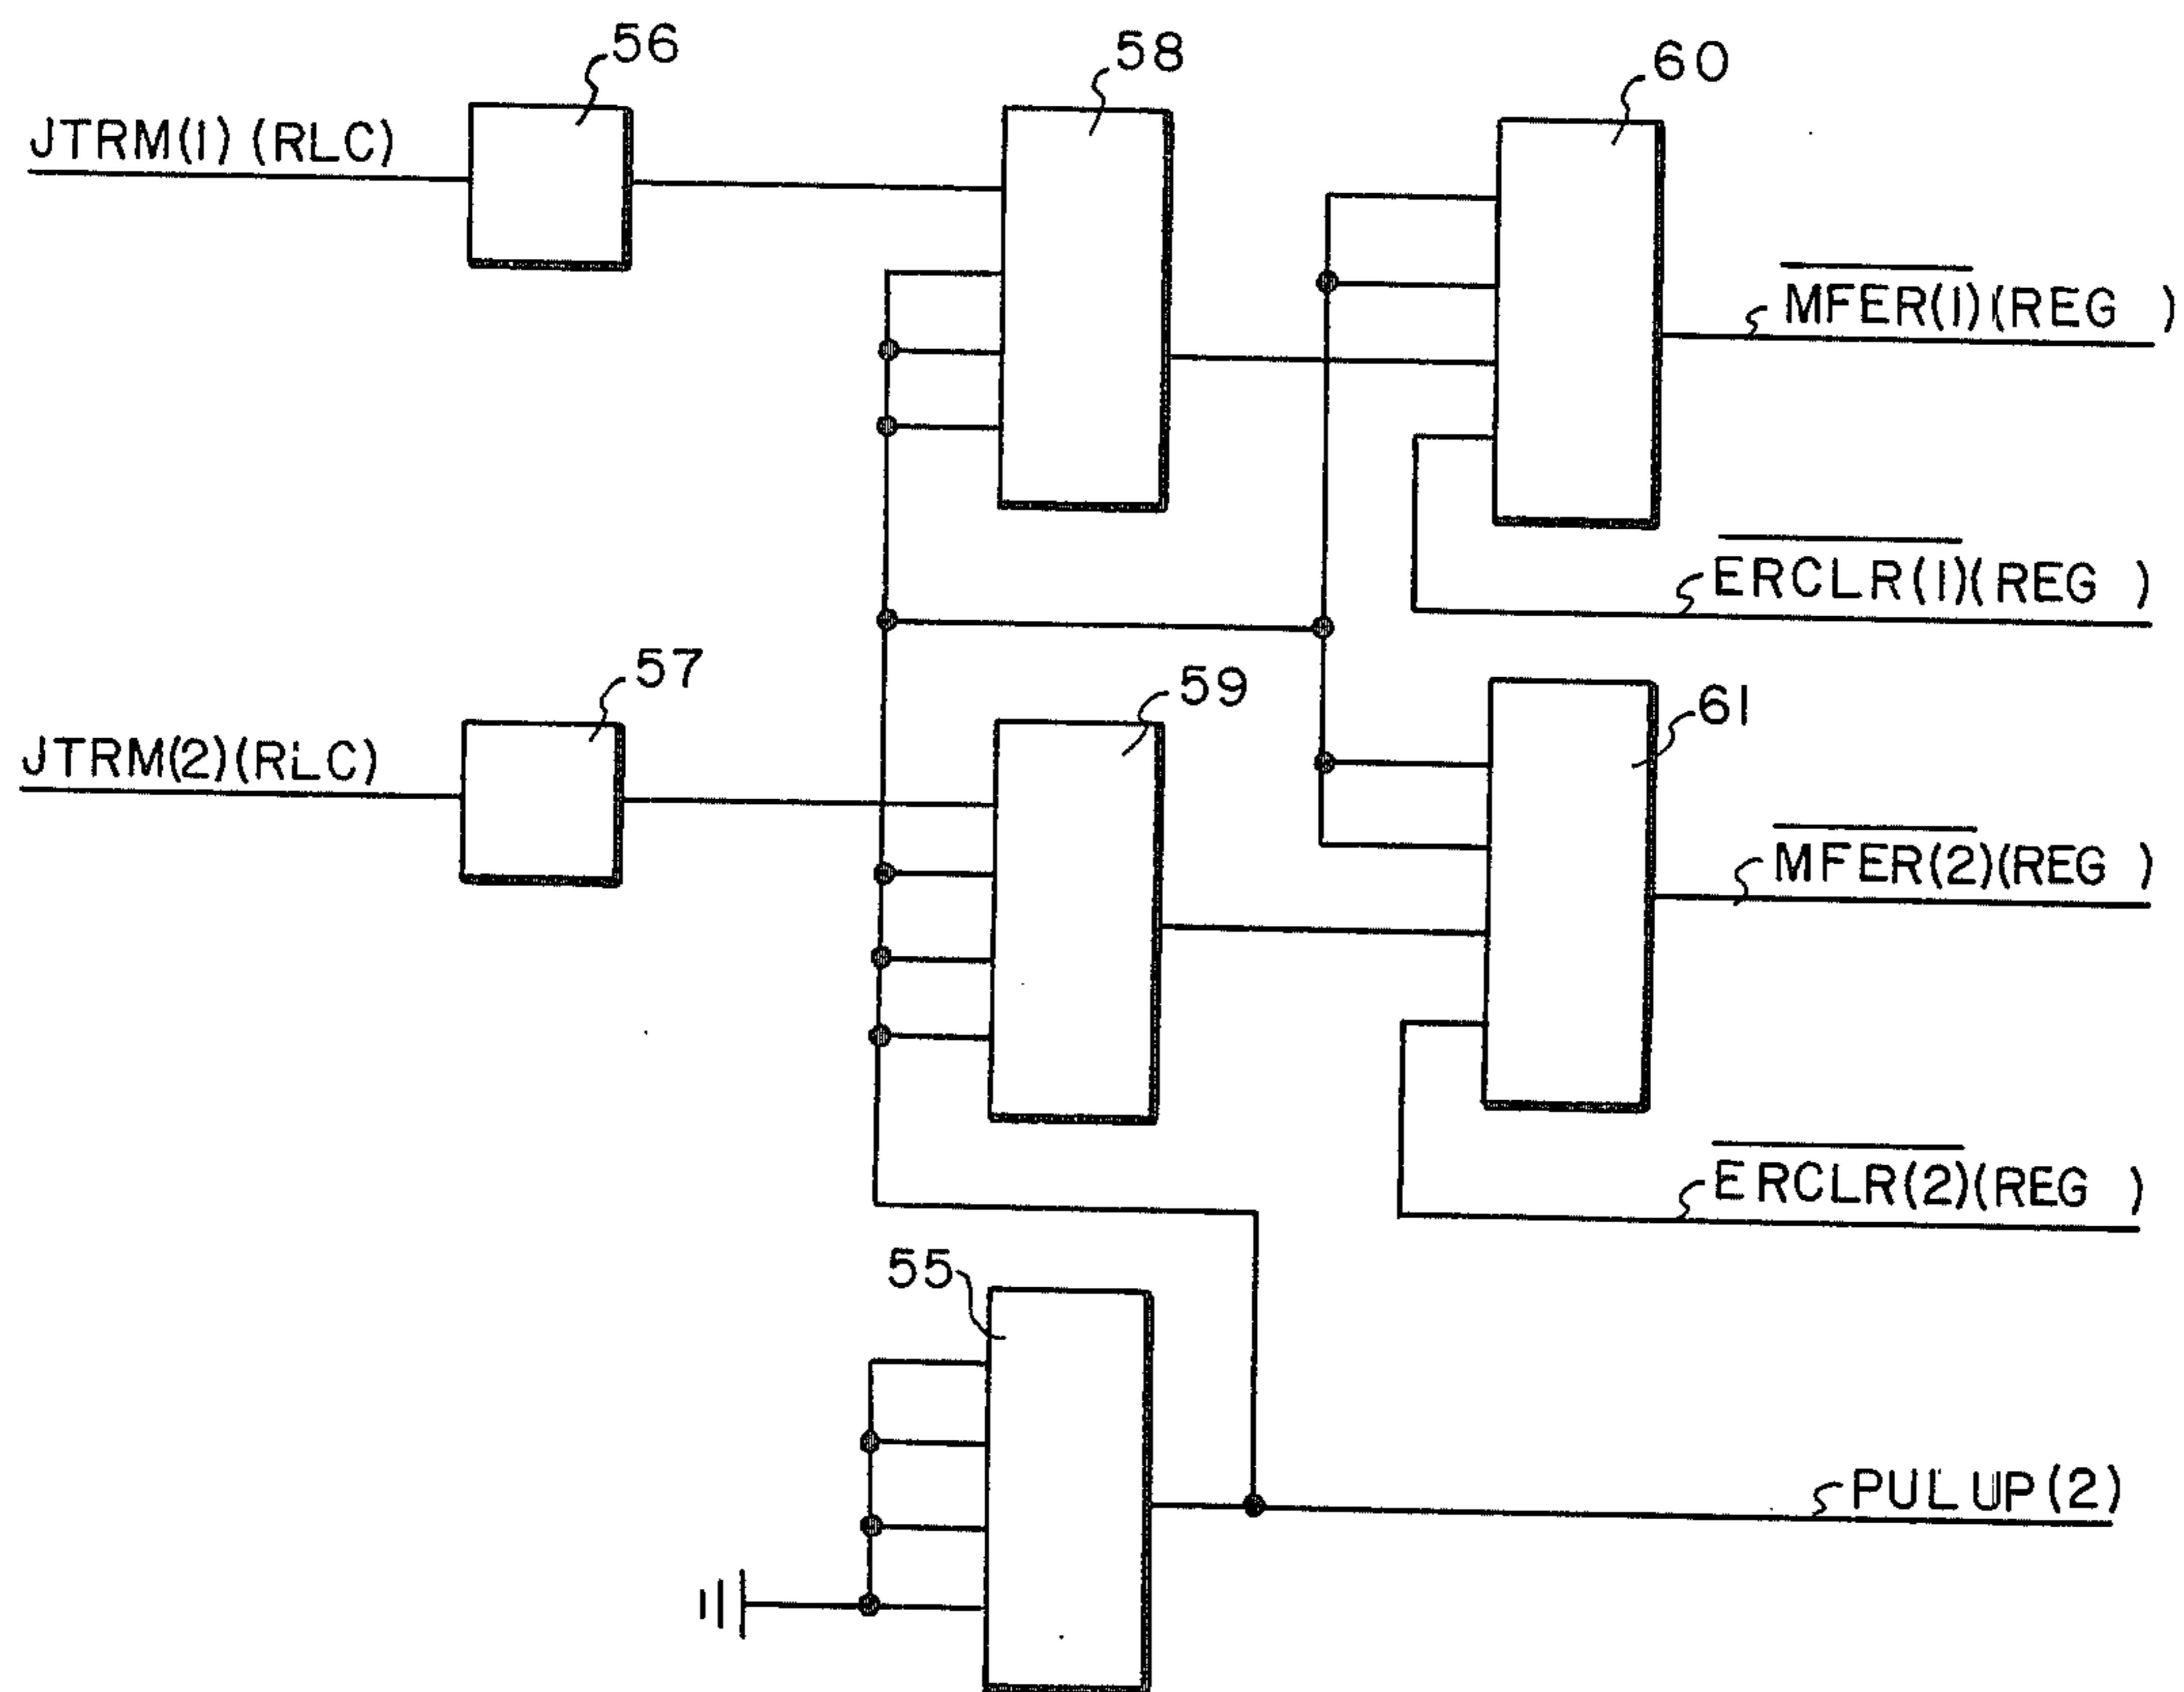 56
58
60
JTRM(1) (RLC)
MFER(1)(REG )
ERCLR(1)(REG )
57
59
61
JTRM(2)(RLC)
MFER(2)(REG )
ERCLR(2)(REG )
55
PULUP(2)